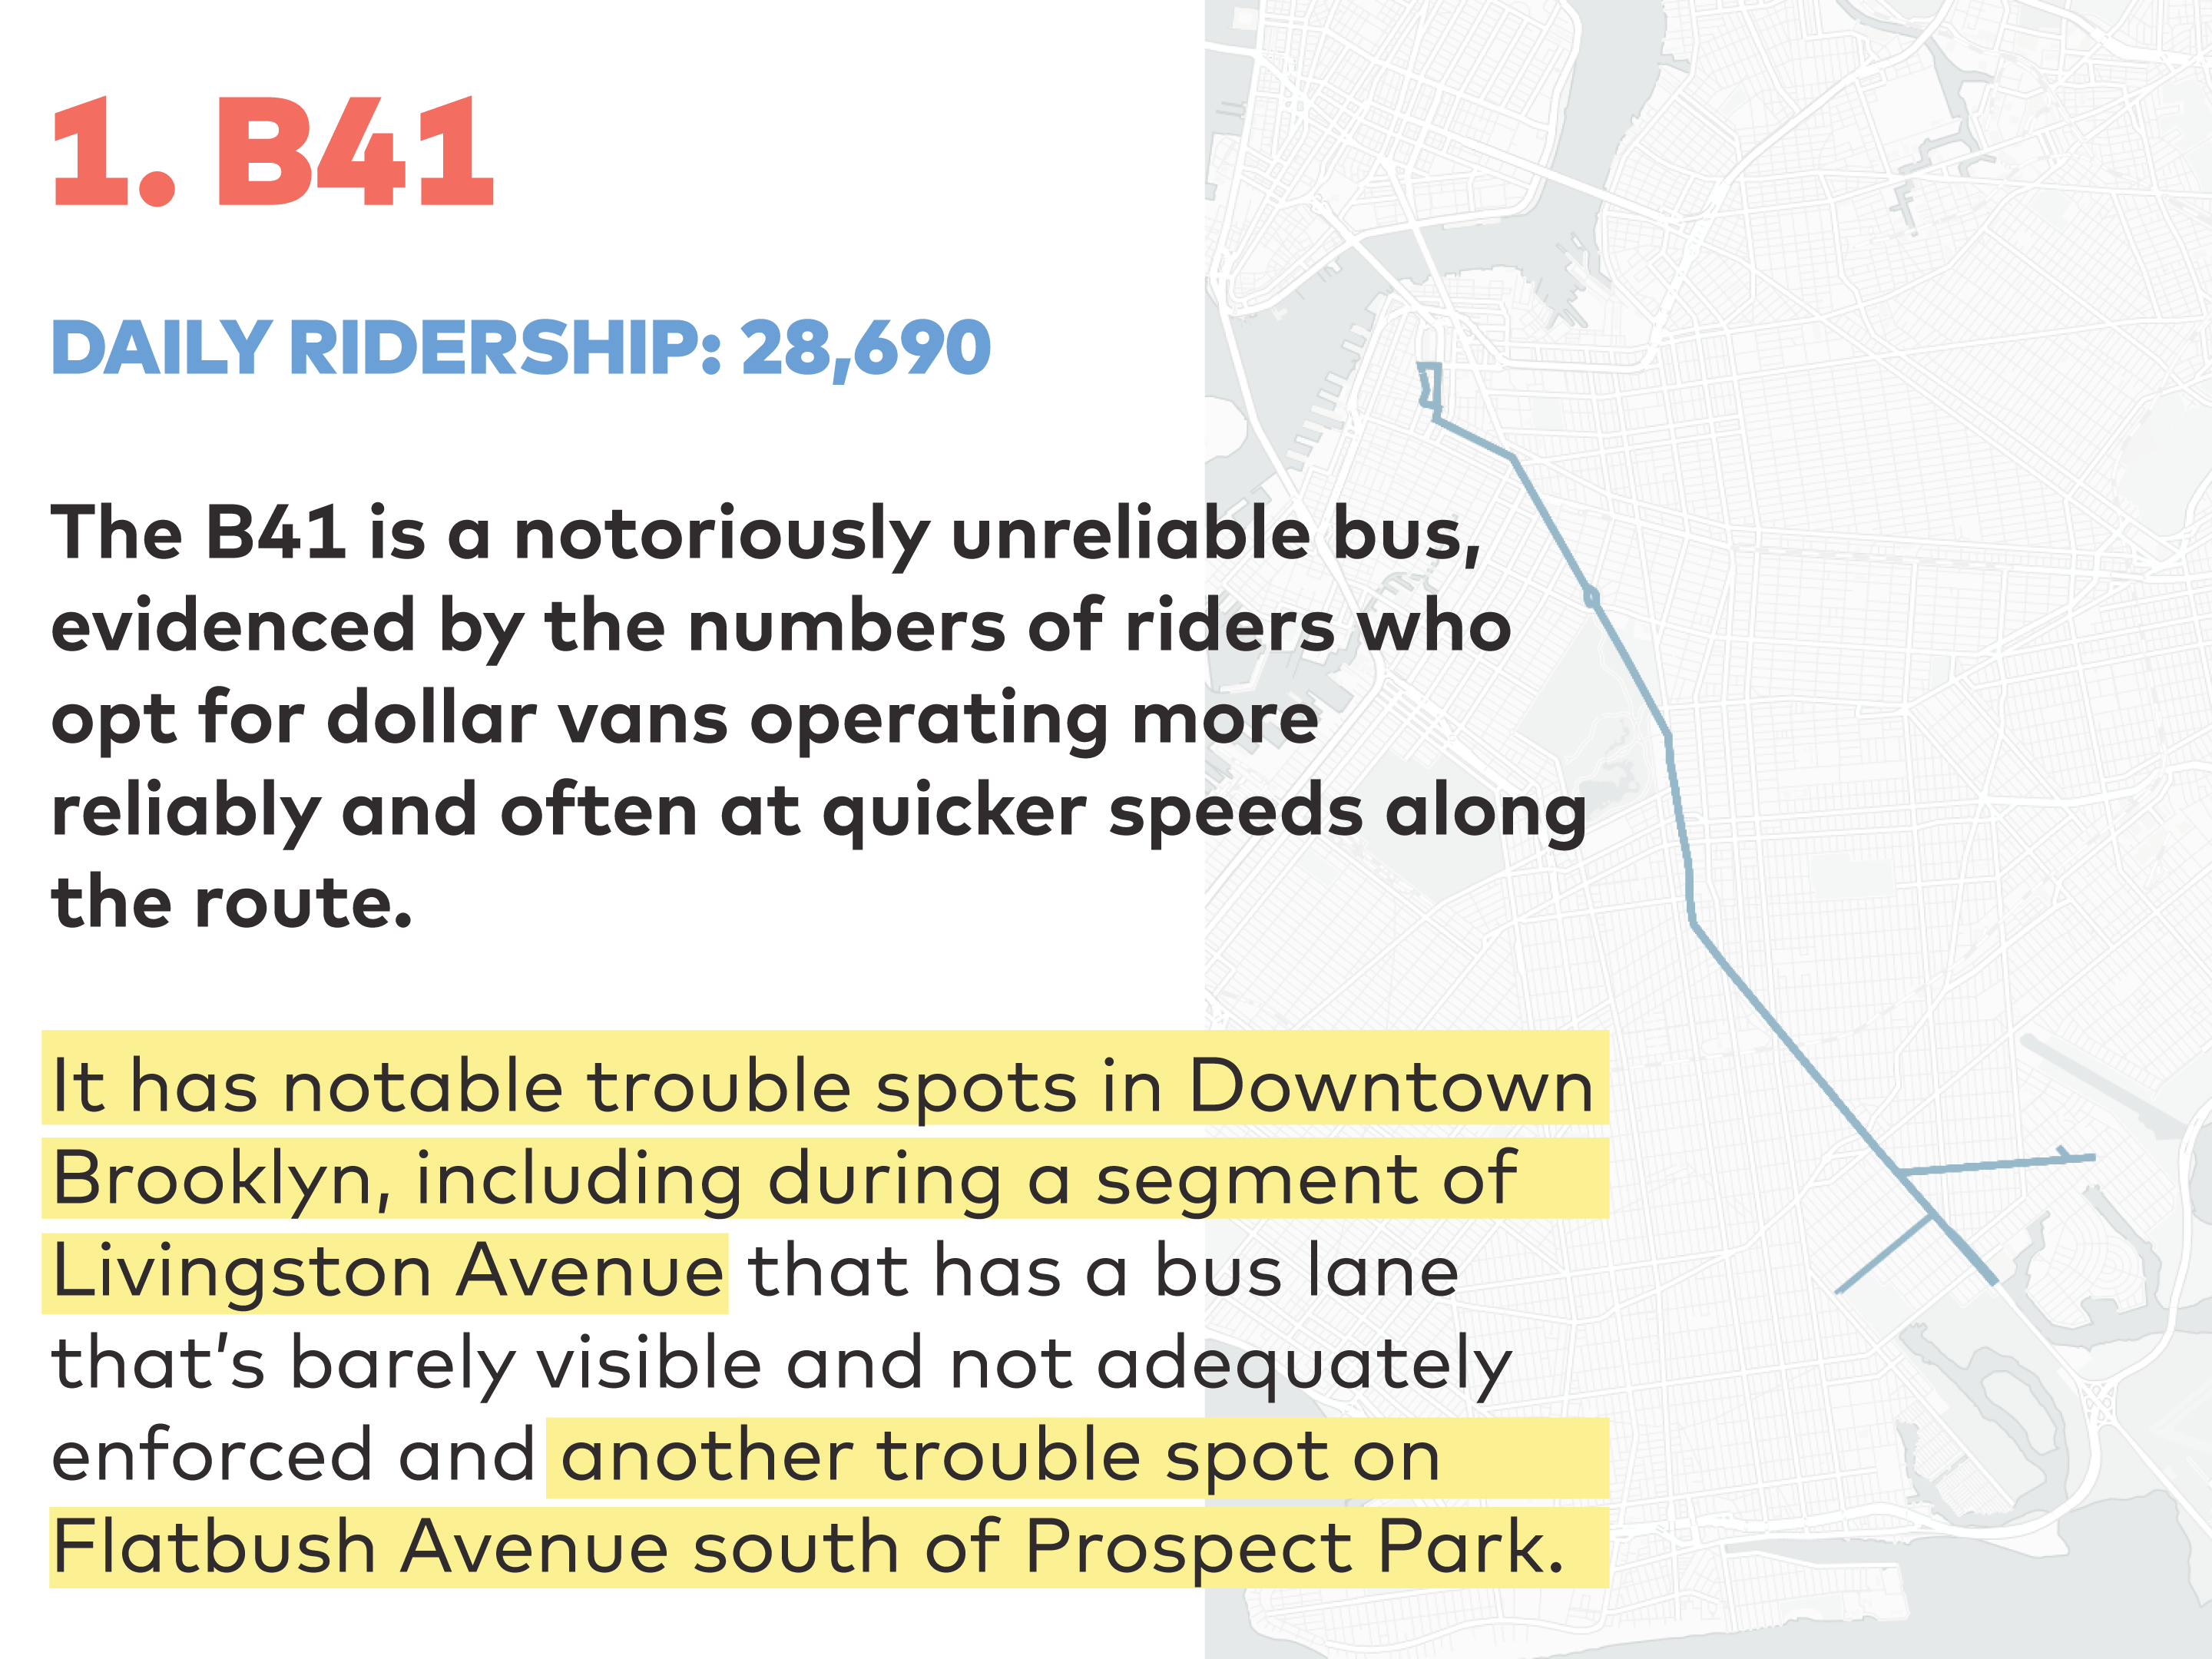 1. B41
DAILY RIDERSHIP: 28,690
The B41 is a notoriously unreliable bus,
evidenced by the numbers of riders who
opt for dollar vans operating more
reliably and often at quicker speeds along
the route.
It has notable trouble spots in Downtown
Brooklyn, including during a segment of
Livingston Avenue that has a bus lane
that’s barely visible and not adequately
enforced and another trouble spot on
Flatbush Avenue south of Prospect Park.